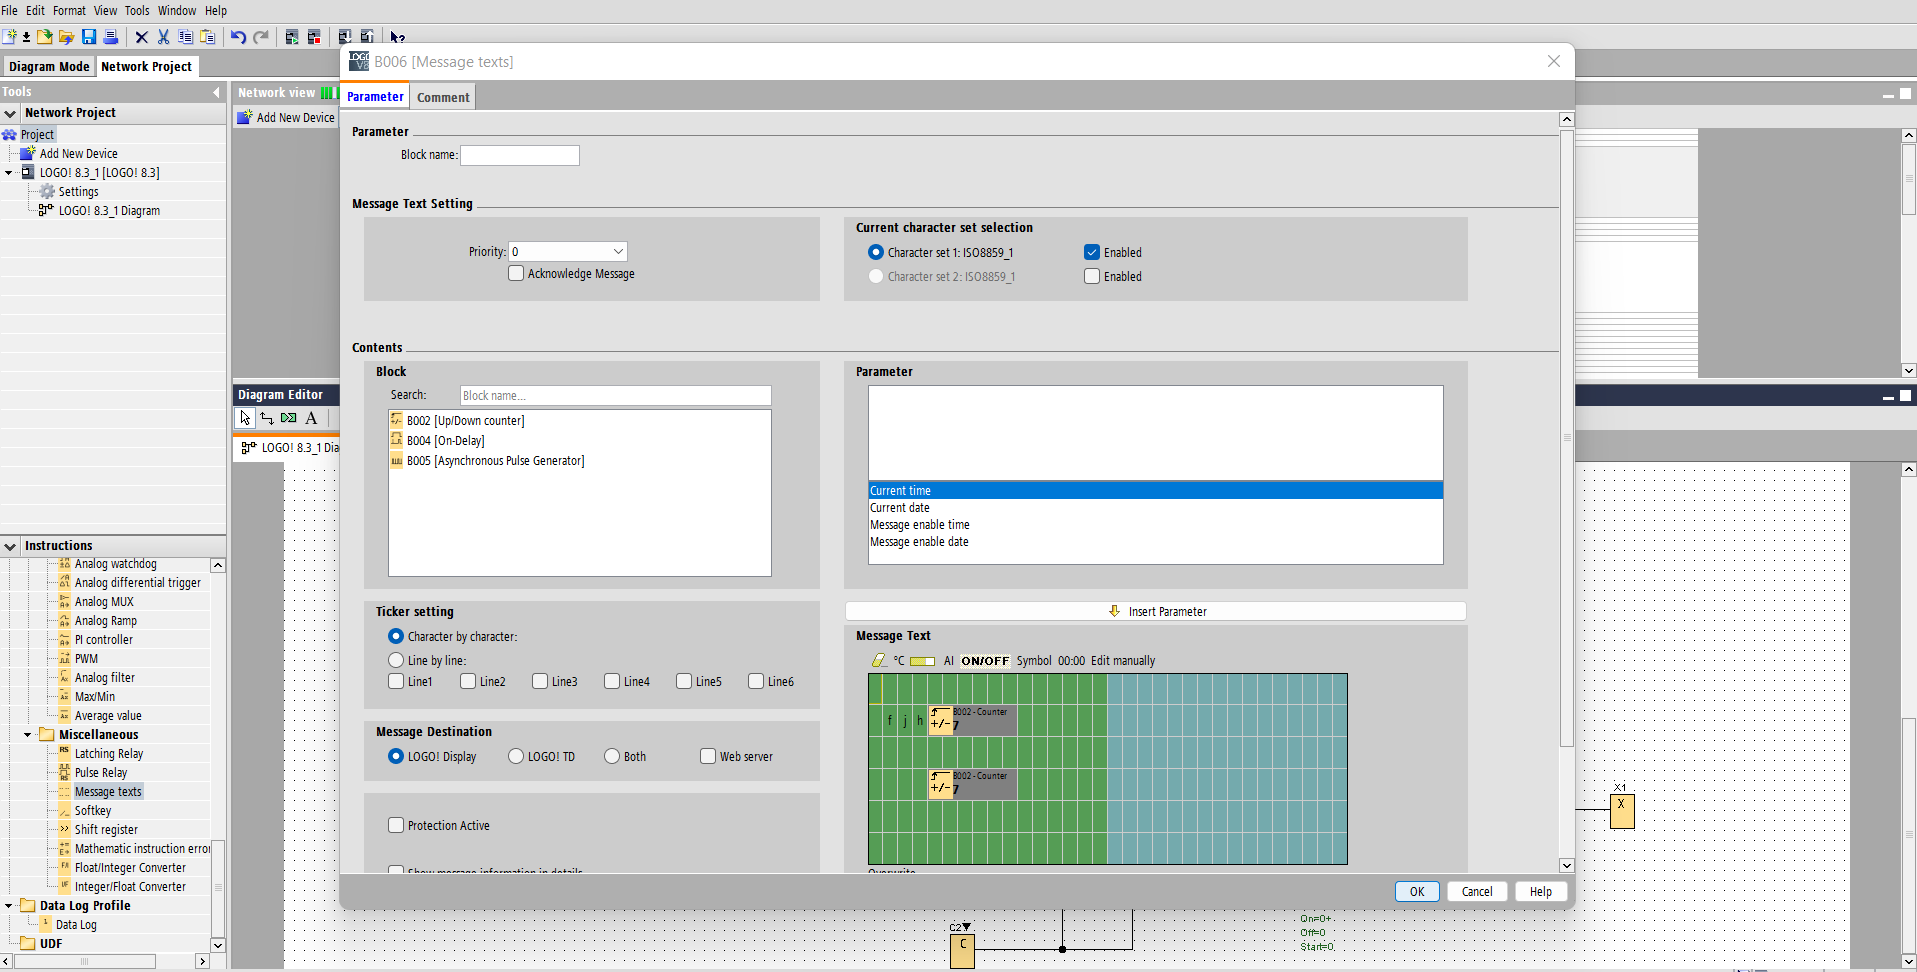 File Edit Format View Tools Window Help
Diagram Mode Network Project
Tools
Network Project
Project
Add New Device
LOGO! 8.3_1 [LOGO! 8.3]
Settings
LOGO! 8.3_1 Diagram
Instructions
Analog watchdog
Analog differential trigger
Analog MUX
Analog Ramp
PI controller
PWM
Analog filter
Max/Min
Average value
Miscellaneous
Latching Relay
Pulse Relay
Message texts
Softkey
Shift register
Mathematic instruction error
Float/Integer Converter
Integer/Float Converter
Data Log Profile
Data Log
UDF
Network view
Add New Device
Diagram Editor
LOGO! 8.3_1 Dia
B006 [Message texts]
Parameter Comment
Parameter
Block name:
Message Text Setting
Priority: 0
Acknowledge Message
Current character set selection
Character set 1: ISO8859_1 Enabled
Character set 2: ISO8859_1 Enabled
Contents
Block
Search: Block name...
B002 [Up/Down counter]
B004 [On-Delay]
B005 [Asynchronous Pulse Generator]
Parameter
Current time
Current date
Message enable time
Message enable date
Ticker setting
Character by character:
Line by line:
Line1 Line2 Line3 Line4 Line5 Line6
Message Destination
LOGO! Display LOGO! TD Both Web server
Protection Active
Show message information in details
Insert Parameter
Message Text
°C AI ON/OFF Symbol 00:00 Edit manually
f j h +/- B002 - Counter
7
+/- B002 - Counter
7
Overwrite
OK Cancel Help
X1
X
C2
C
On=0+
Off=0
Start=0